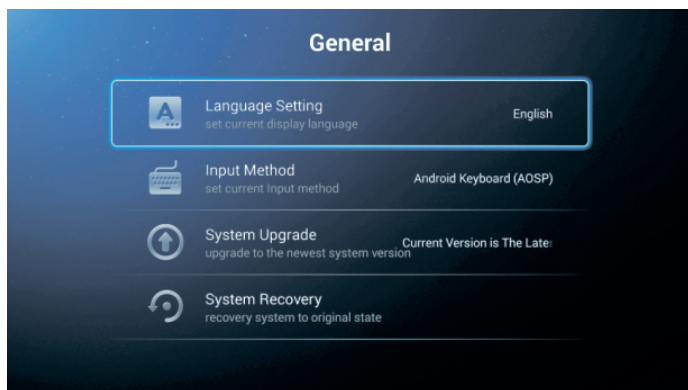 General
Language Setting
set current display language
English
Input Method
set current Input method
Android Keyboard (AOSP)
System Upgrade
upgrade to the newest system version
Current Version is The Late
System Recovery
recovery system to original state